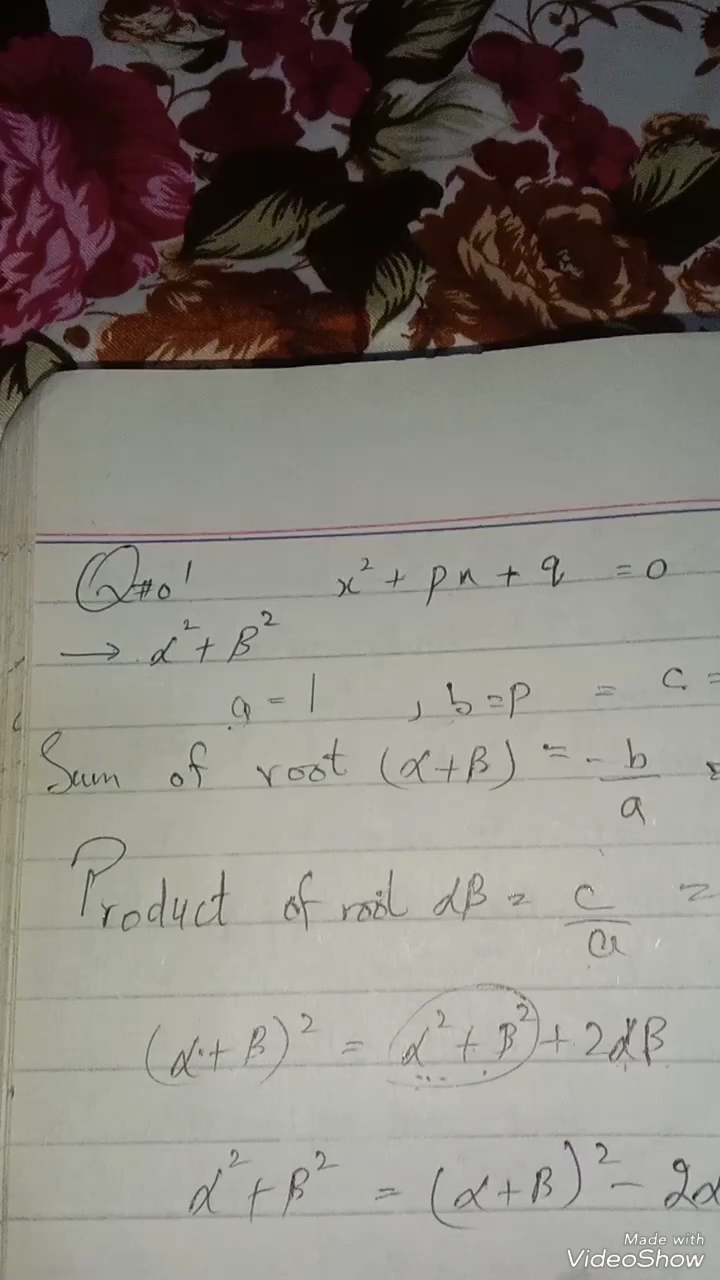 Q#01 x² + px + q = 0
→ α² + β²
a = 1 , b = p = c =
Sum of root (α+β) = - b/a =
Product of root αβ = c/a =
(α + β)² = α² + β² + 2αβ
α² + β² = (α+β)² - 2α
Made with
VideoShow